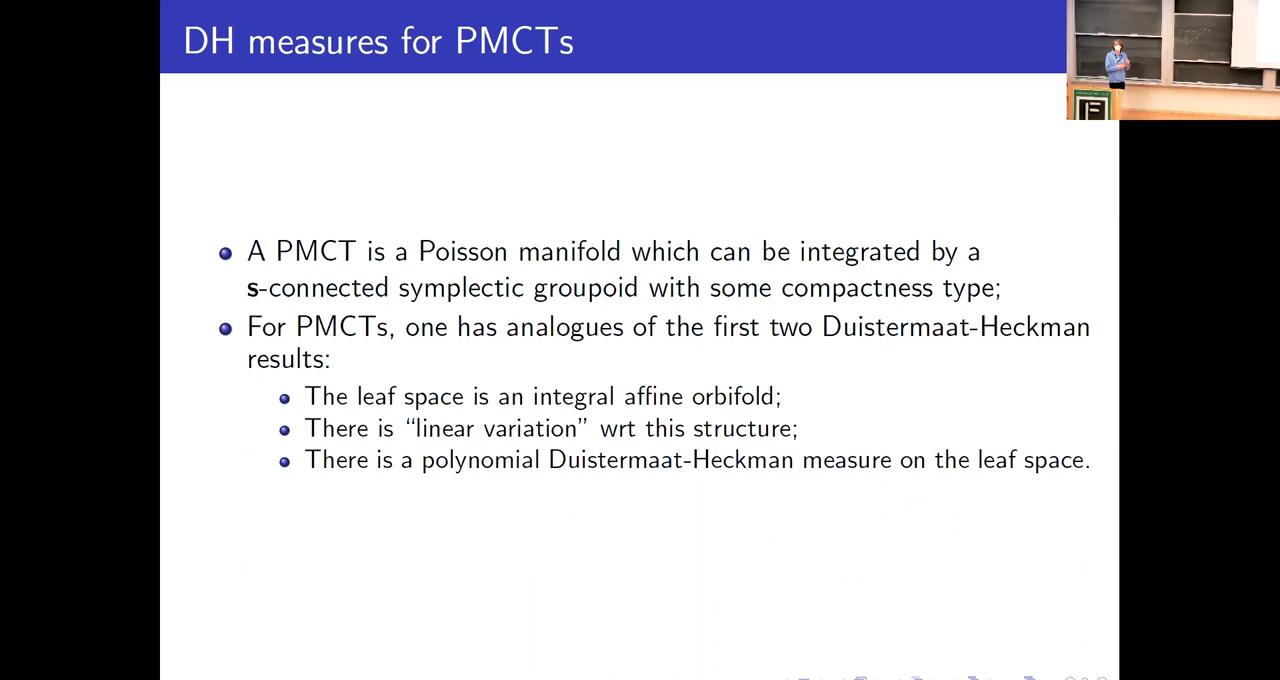 DH measures for PMCTs
A PMCT is a Poisson manifold which can be integrated by a
s-connected symplectic groupoid with some compactness type;
For PMCTs, one has analogues of the first two Duistermaat-Heckman
results:
The leaf space is an integral affine orbifold;
There is “linear variation” wrt this structure;
There is a polynomial Duistermaat-Heckman measure on the leaf space.